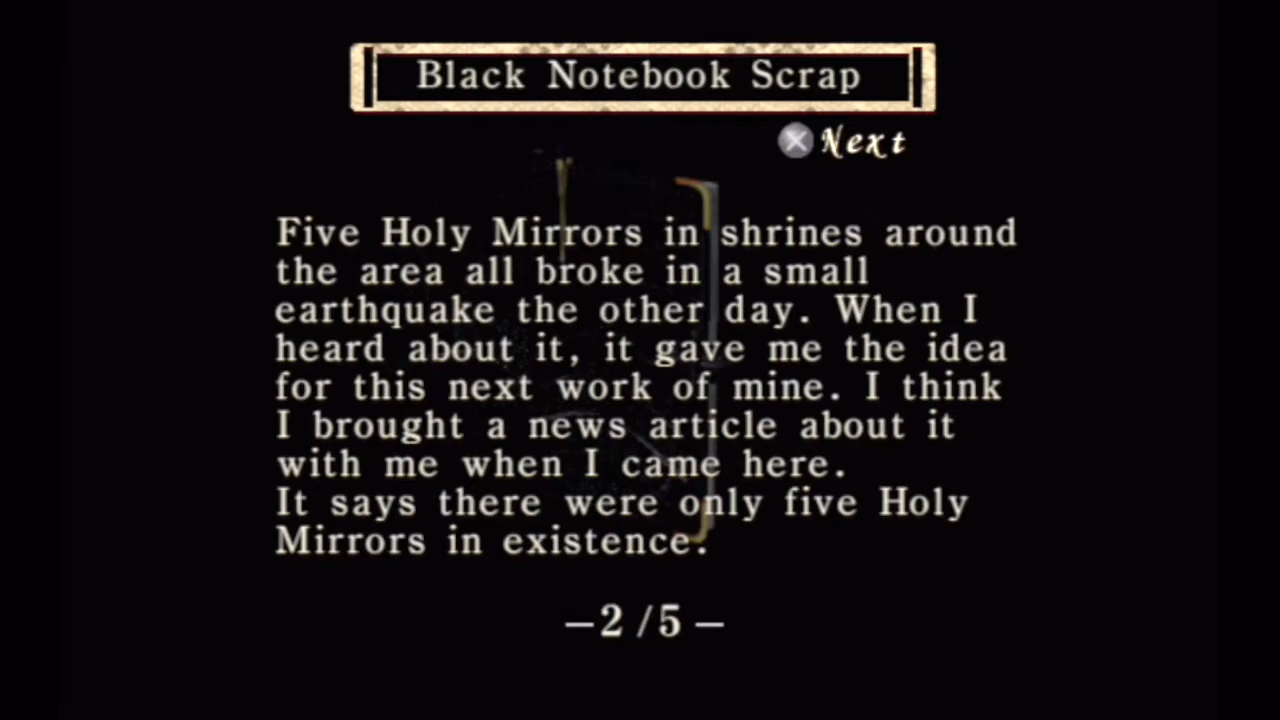 Black Notebook Scrap
Next
Five Holy Mirrors in shrines around
the area all broke in a small
earthquake the other day. When I
heard about it, it gave me the idea
for this next work of mine. I think
I brought a news article about it
with me when I came here.
It says there were only five Holy
Mirrors in existence.
—2 /5 —